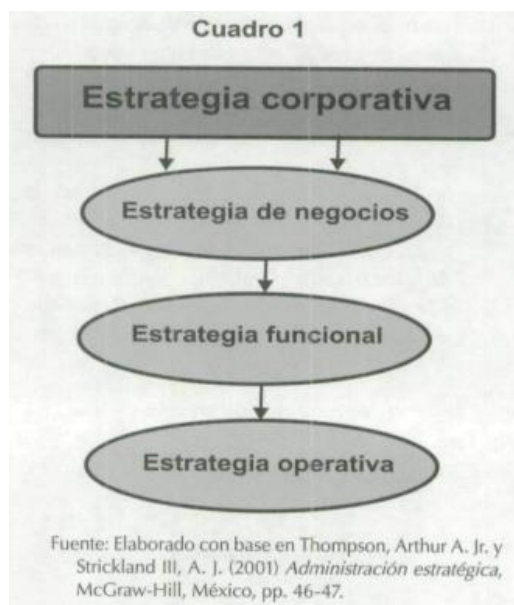 Cuadro 1
Estrategia corporativa
Estrategia de negocios
Estrategia funcional
Estrategia operativa
Fuente: Elaborado con base en Thompson, Arthur A. Jr. y
Strickland III, A. J. (2001) Administración estratégica,
McGraw-Hill, México, pp. 46-47.